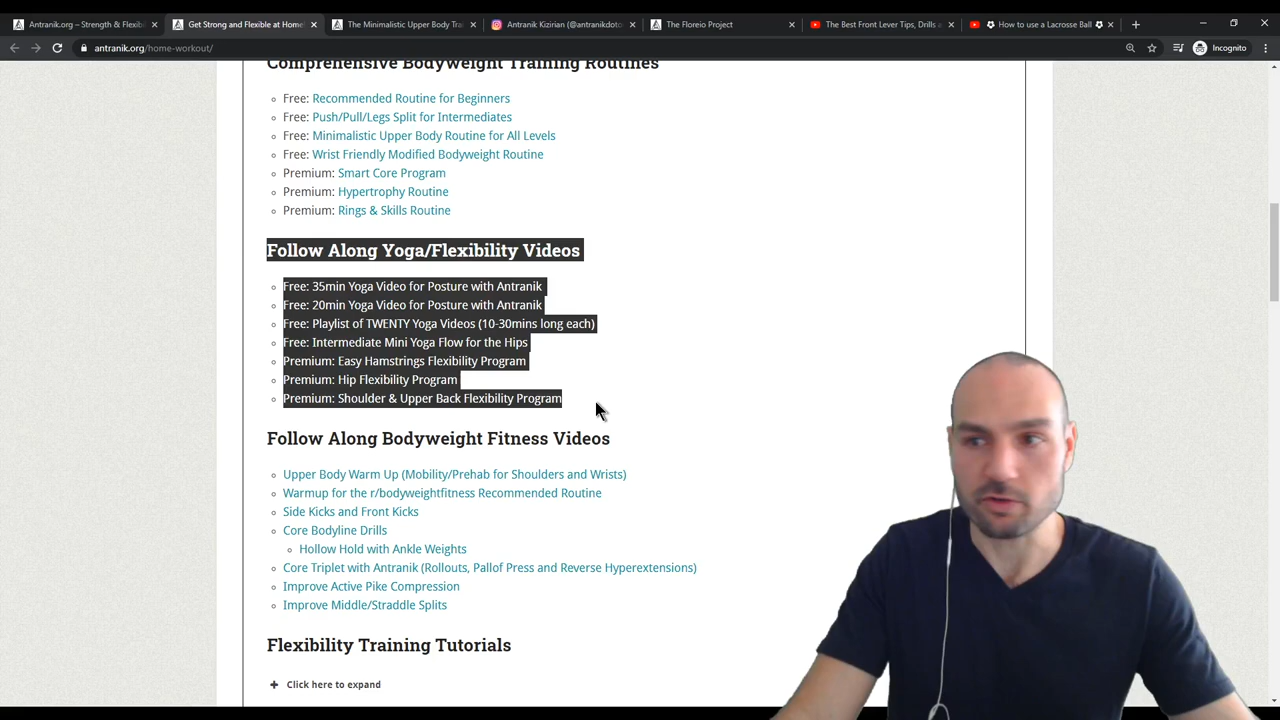 Antranik.org – Strength & Flexib
Get Strong and Flexible at Home
The Minimalistic Upper Body Tra
Antranik Kizirian (@antranikdoto
The Floreio Project
The Best Front Lever Tips, Drills a
How to use a Lacrosse Ball
antranik.org/home-workout/
Incognito
Comprehensive Bodyweight Training Routines
Free: Recommended Routine for Beginners
Free: Push/Pull/Legs Split for Intermediates
Free: Minimalistic Upper Body Routine for All Levels
Free: Wrist Friendly Modified Bodyweight Routine
Premium: Smart Core Program
Premium: Hypertrophy Routine
Premium: Rings & Skills Routine
Follow Along Yoga/Flexibility Videos
Free: 35min Yoga Video for Posture with Antranik
Free: 20min Yoga Video for Posture with Antranik
Free: Playlist of TWENTY Yoga Videos (10-30mins long each)
Free: Intermediate Mini Yoga Flow for the Hips
Premium: Easy Hamstrings Flexibility Program
Premium: Hip Flexibility Program
Premium: Shoulder & Upper Back Flexibility Program
Follow Along Bodyweight Fitness Videos
Upper Body Warm Up (Mobility/Prehab for Shoulders and Wrists)
Warmup for the r/bodyweightfitness Recommended Routine
Side Kicks and Front Kicks
Core Bodyline Drills
Hollow Hold with Ankle Weights
Core Triplet with Antranik (Rollouts, Pallof Press and Reverse Hyperextensions)
Improve Active Pike Compression
Improve Middle/Straddle Splits
Flexibility Training Tutorials
Click here to expand